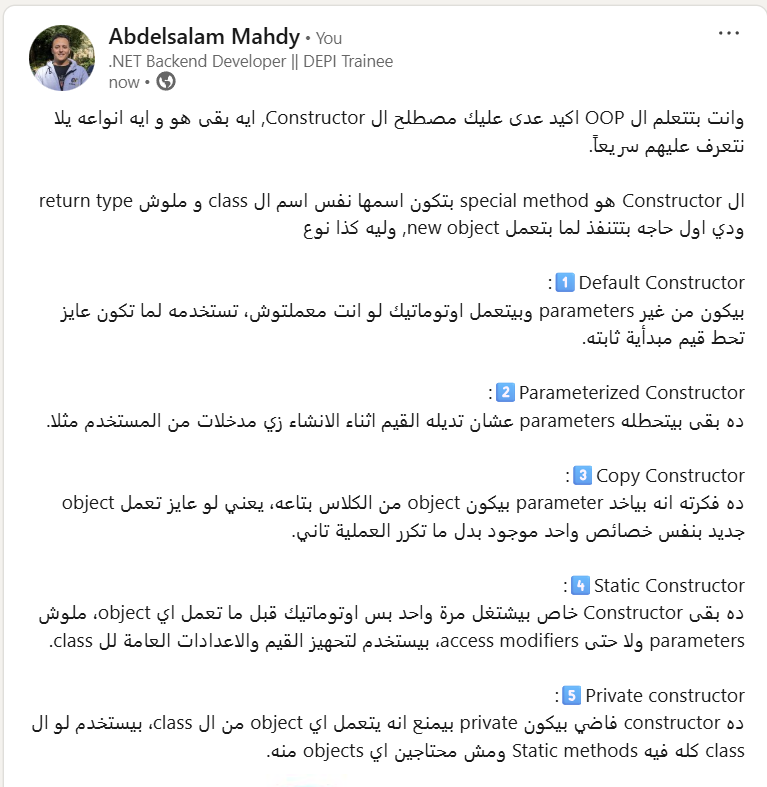 Abdelsalam Mahdy • You
.NET Backend Developer || DEPI Trainee
now •
وانت بتتعلم ال OOP اكيد عدى عليك مصطلح ال Constructor, ايه بقى هو و ايه انواعه يلا
نتعرف عليهم سريعاً.
ال Constructor هو special method بتكون اسمها نفس اسم ال class و ملوش return type
ودي اول حاجه بتتنفذ لما بتعمل new object, وليه كذا نوع
1️⃣ Default Constructor:
بيكون من غير parameters وبيتعمل اوتوماتيك لو انت معملتوش، تستخدمه لما تكون عايز
تحط قيم مبدأية ثابته.
2️⃣ Parameterized Constructor:
ده بقى بيتحطله parameters عشان تديله القيم اثناء الانشاء زي مدخلات من المستخدم مثلا.
3️⃣ Copy Constructor:
ده فكرته انه بياخد parameter بيكون object من الكلاس بتاعه، يعني لو عايز تعمل object
جديد بنفس خصائص واحد موجود بدل ما تكرر العملية تاني.
4️⃣ Static Constructor:
ده بقى Constructor خاص بيشتغل مرة واحد بس اوتوماتيك قبل ما تعمل اي object، ملوش
parameters ولا حتى access modifiers، بيستخدم لتجهيز القيم والاعدادات العامة لل class.
5️⃣ Private constructor:
ده constructor فاضي بيكون private بيمنع انه يتعمل اي object من ال class، بيستخدم لو ال
class كله فيه Static methods ومش محتاجين اي objects منه.